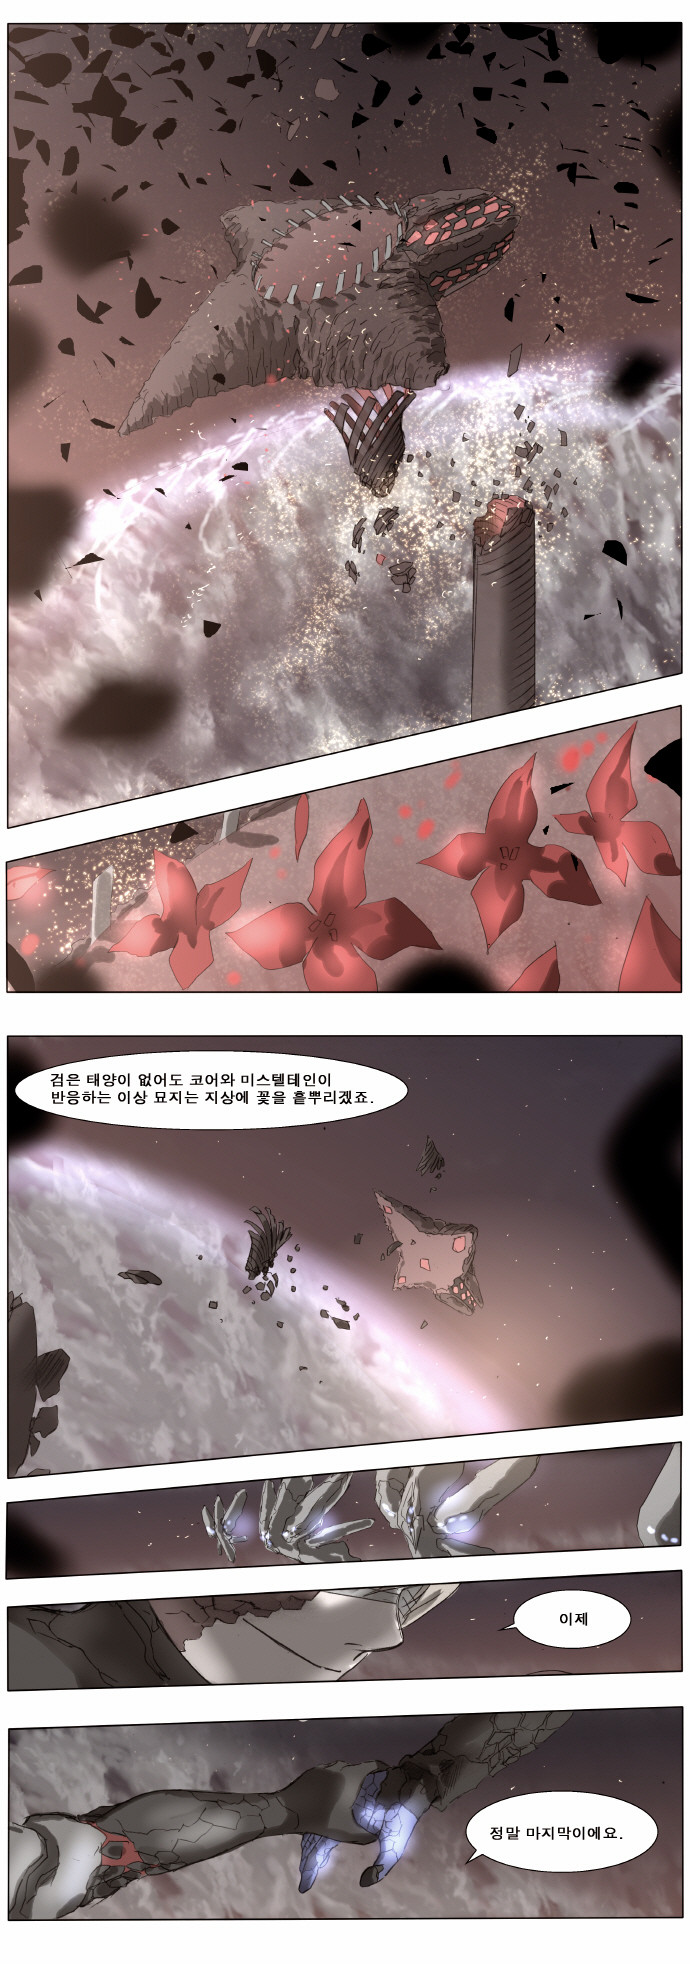 검은 태양이 없어도 코어와 미스텔테인이
반응하는 이상 묘지는 지상에 꽃을 흩뿌리겠죠.
이제
정말 마지막이에요.